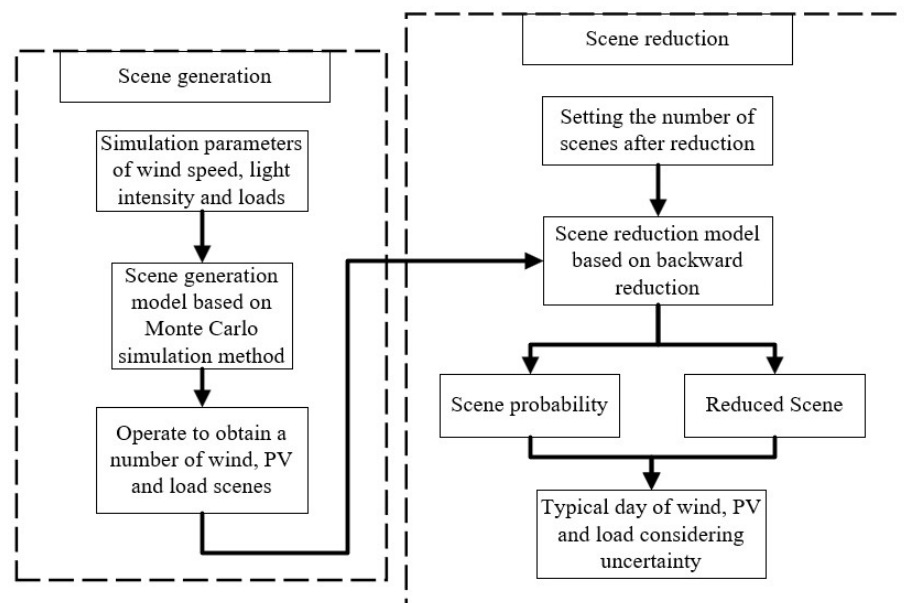 Scene generation
Simulation parameters
of wind speed, light
intensity and loads
Scene generation
model based on
Monte Carlo
simulation method
Operate to obtain a
number of wind, PV
and load scenes
Scene reduction
Setting the number of
scenes after reduction
Scene reduction model
based on backward
reduction
Scene probability
Reduced Scene
Typical day of wind, PV
and load considering
uncertainty